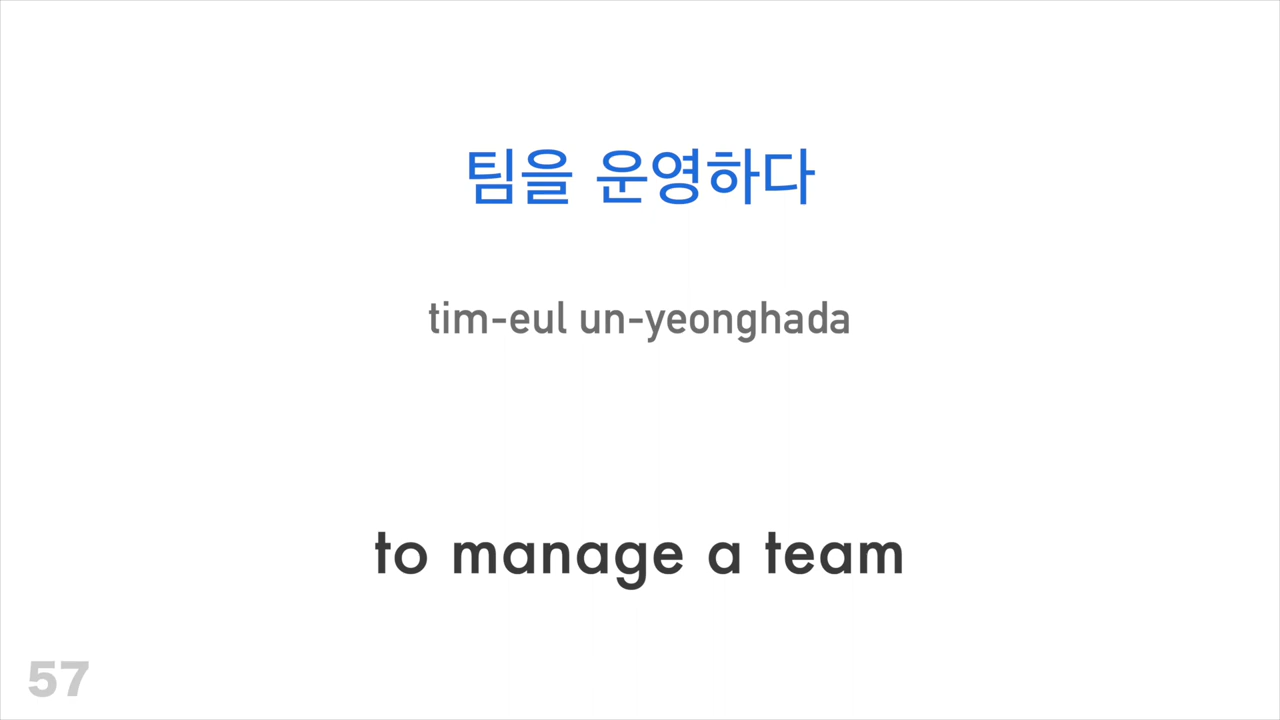 팀을 운영하다
tim-eul un-yeonghada
to manage a team
57